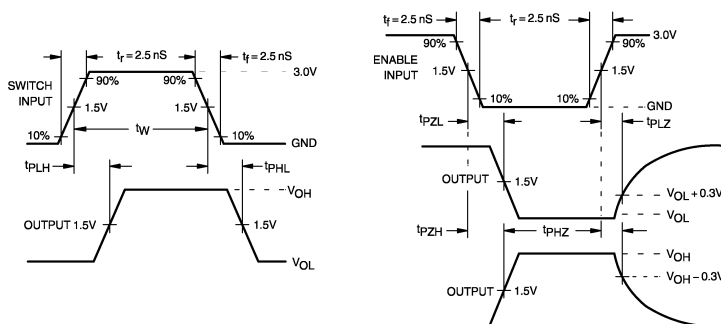 tr = 2.5 nS
tf = 2.5 nS
SWITCH
INPUT
90%
90%
3.0V
1.5V
1.5V
tW
10%
10%
GND
tPLH
tPHL
VOH
OUTPUT 1.5V
1.5V
VOL
tf = 2.5 nS
tr = 2.5 nS
3.0V
90%
90%
ENABLE
INPUT
1.5V
1.5V
10%
10%
GND
tPZL
tPLZ
OUTPUT
1.5V
VOL + 0.3V
VOL
tPZH
tPHZ
VOH
VOH – 0.3V
OUTPUT
1.5V